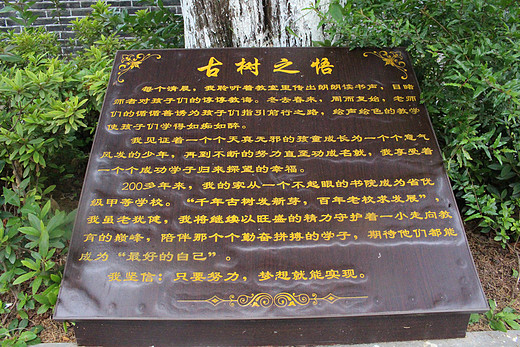 古树之悟
每个清晨，我聆听着教室里传出朗朗读书声，目睹
师者对孩子们的谆谆教诲。冬去春来，周而复始，老师
们的循循善诱为孩子们指引前行之路，绘声绘色的教学
使孩子们学得如痴如醉。
我见证着一个个天真无邪的孩童成长为一个个意气
风发的少年，再到不断的努力直至功成名就，我享受着
一个个成功学子归来探望的幸福。
200多年来，我的家从一个不起眼的书院成为省优
级甲等学校。“千年古树发新芽，百年老校求发展”，
我虽老犹健，我将继续以旺盛的精力守护着一小走向教
育的巅峰，陪伴那个个勤奋拼搏的学子，期待他们都能
成为“最好的自己”。
我坚信：只要努力，梦想就能实现。